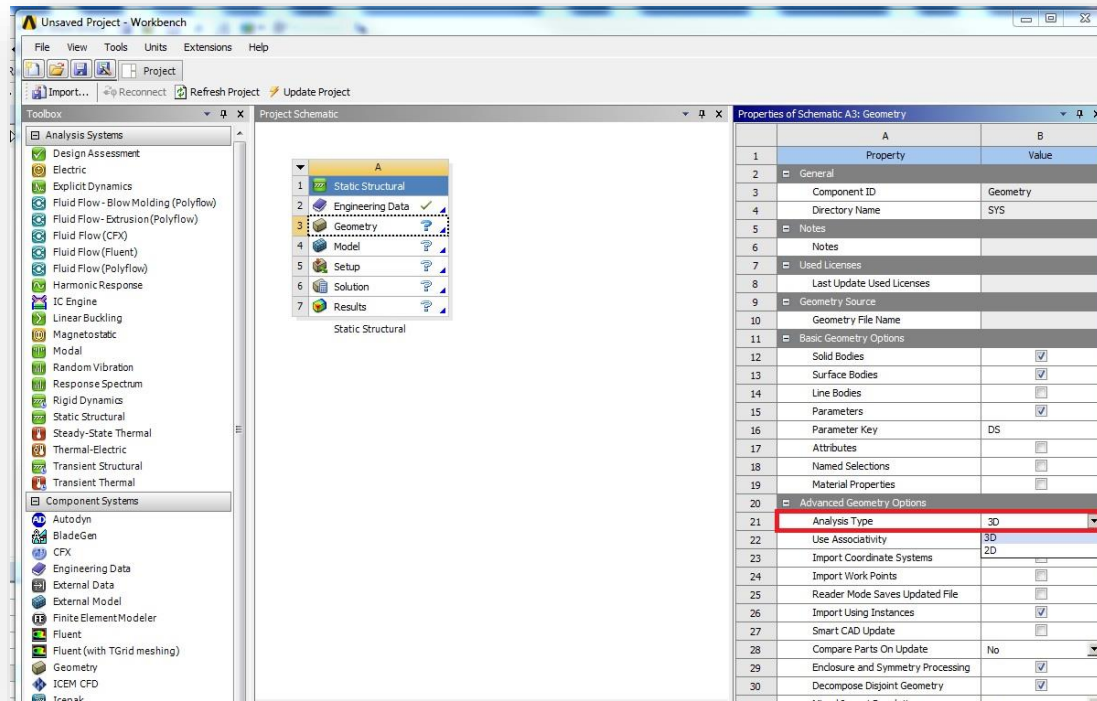 Unsaved Project - Workbench
File View Tools Units Extensions Help
Project
Import... Reconnect Refresh Project Update Project
Toolbox
Analysis Systems
Design Assessment
Electric
Explicit Dynamics
Fluid Flow - Blow Molding (Polyflow)
Fluid Flow - Extrusion (Polyflow)
Fluid Flow (CFX)
Fluid Flow (Fluent)
Fluid Flow (Polyflow)
Harmonic Response
IC Engine
Linear Buckling
Magnetostatic
Modal
Random Vibration
Response Spectrum
Rigid Dynamics
Static Structural
Steady-State Thermal
Thermal-Electric
Transient Structural
Transient Thermal
Component Systems
Autodyn
BladeGen
CFX
Engineering Data
External Data
External Model
Finite Element Modeler
Fluent
Fluent (with TGrid meshing)
Geometry
ICEM CFD
Icepak
Project Schematic
A
1 Static Structural
2 Engineering Data
3 Geometry
4 Model
5 Setup
6 Solution
7 Results
Static Structural
Properties of Schematic A3: Geometry
A B
1 Property Value
2 General
3 Component ID Geometry
4 Directory Name SYS
5 Notes
6 Notes
7 Used Licenses
8 Last Update Used Licenses
9 Geometry Source
10 Geometry File Name
11 Basic Geometry Options
12 Solid Bodies
13 Surface Bodies
14 Line Bodies
15 Parameters
16 Parameter Key DS
17 Attributes
18 Named Selections
19 Material Properties
20 Advanced Geometry Options
21 Analysis Type 3D
22 Use Associativity 3D
2D
23 Import Coordinate Systems
24 Import Work Points
25 Reader Mode Saves Updated File
26 Import Using Instances
27 Smart CAD Update
28 Compare Parts On Update No
29 Enclosure and Symmetry Processing
30 Decompose Disjoint Geometry